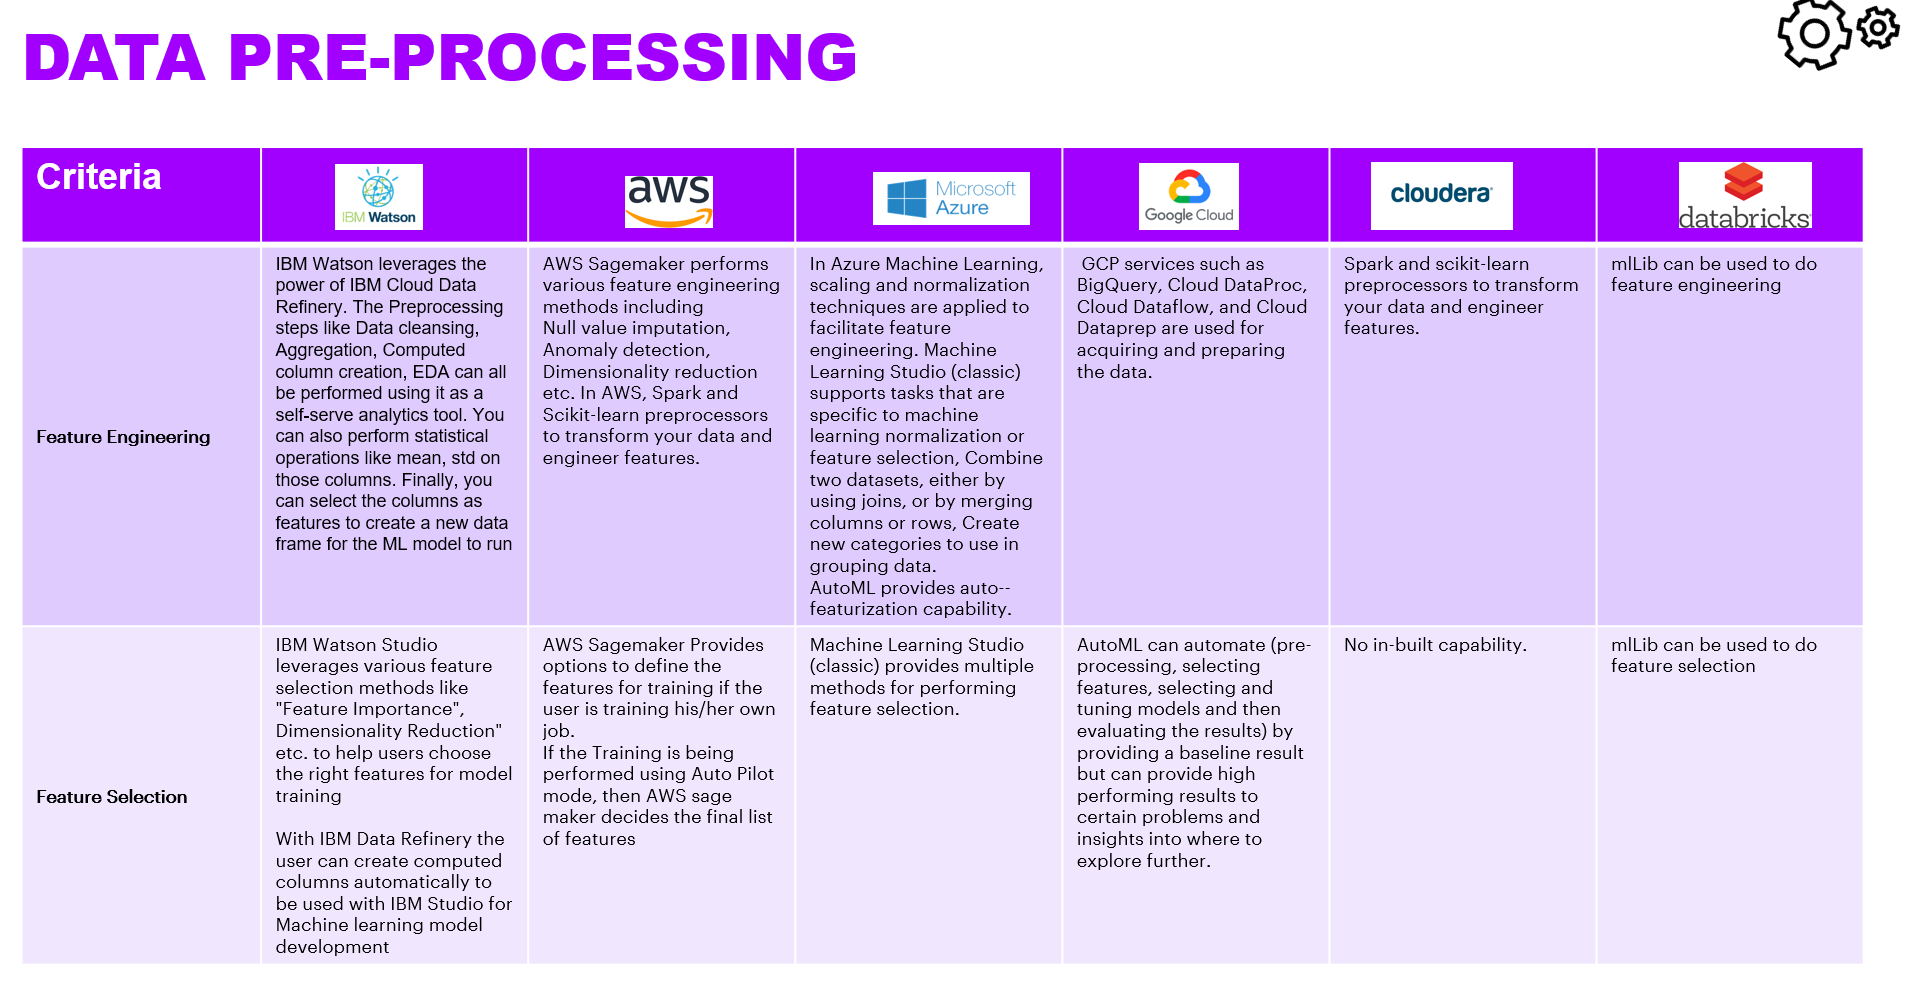 DATA PRE-PROCESSING
Criteria
IBM Watson
aws
Microsoft
Azure
Google Cloud
cloudera
databricks
Feature Engineering
IBM Watson leverages the
power of IBM Cloud Data
Refinery. The Preprocessing
steps like Data cleansing,
Aggregation, Computed
column creation, EDA can all
be performed using it as a
self-serve analytics tool. You
can also perform statistical
operations like mean, std on
those columns. Finally, you
can select the columns as
features to create a new data
frame for the ML model to run
AWS Sagemaker performs
various feature engineering
methods including
Null value imputation,
Anomaly detection,
Dimensionality reduction
etc. In AWS, Spark and
Scikit-learn preprocessors
to transform your data and
engineer features.
In Azure Machine Learning,
scaling and normalization
techniques are applied to
facilitate feature
engineering. Machine
Learning Studio (classic)
supports tasks that are
specific to machine
learning normalization or
feature selection, Combine
two datasets, either by
using joins, or by merging
columns or rows, Create
new categories to use in
grouping data.
AutoML provides auto--
featurization capability.
GCP services such as
BigQuery, Cloud DataProc,
Cloud Dataflow, and Cloud
Dataprep are used for
acquiring and preparing
the data.
Spark and scikit-learn
preprocessors to transform
your data and engineer
features.
mlLib can be used to do
feature engineering
Feature Selection
IBM Watson Studio
leverages various feature
selection methods like
"Feature Importance",
Dimensionality Reduction"
etc. to help users choose
the right features for model
training
With IBM Data Refinery the
user can create computed
columns automatically to
be used with IBM Studio for
Machine learning model
development
AWS Sagemaker Provides
options to define the
features for training if the
user is training his/her own
job.
If the Training is being
performed using Auto Pilot
mode, then AWS sage
maker decides the final list
of features
Machine Learning Studio
(classic) provides multiple
methods for performing
feature selection.
AutoML can automate (pre-
processing, selecting
features, selecting and
tuning models and then
evaluating the results) by
providing a baseline result
but can provide high
performing results to
certain problems and
insights into where to
explore further.
No in-built capability.
mlLib can be used to do
feature selection